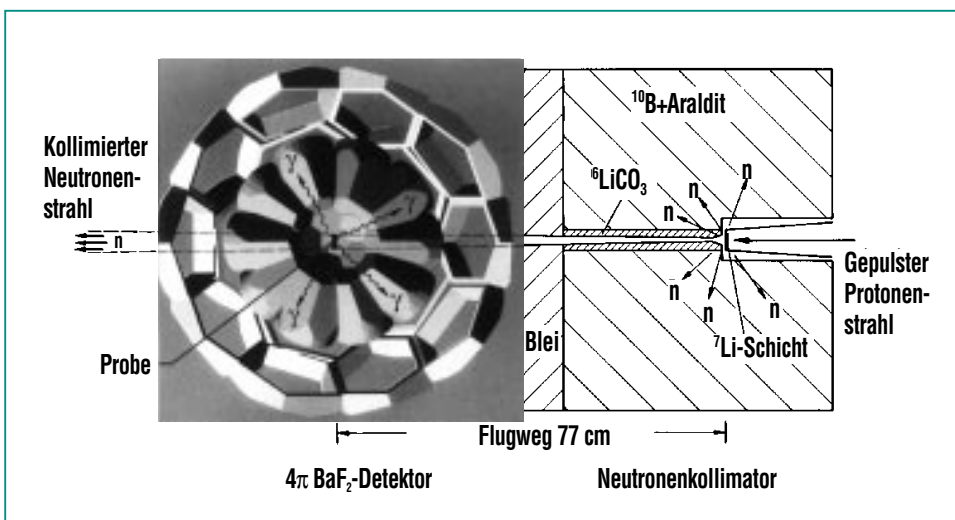 Kollimierter
Neutronen-
strahl
n
Probe
γ
γ
γ
γ
¹⁰B+Araldit
⁶LiCO₃
n
n
n
n
n
n
Gepulster
Protonen-
strahl
⁷Li-Schicht
Blei
Flugweg 77 cm
4π BaF₂-Detektor
Neutronenkollimator